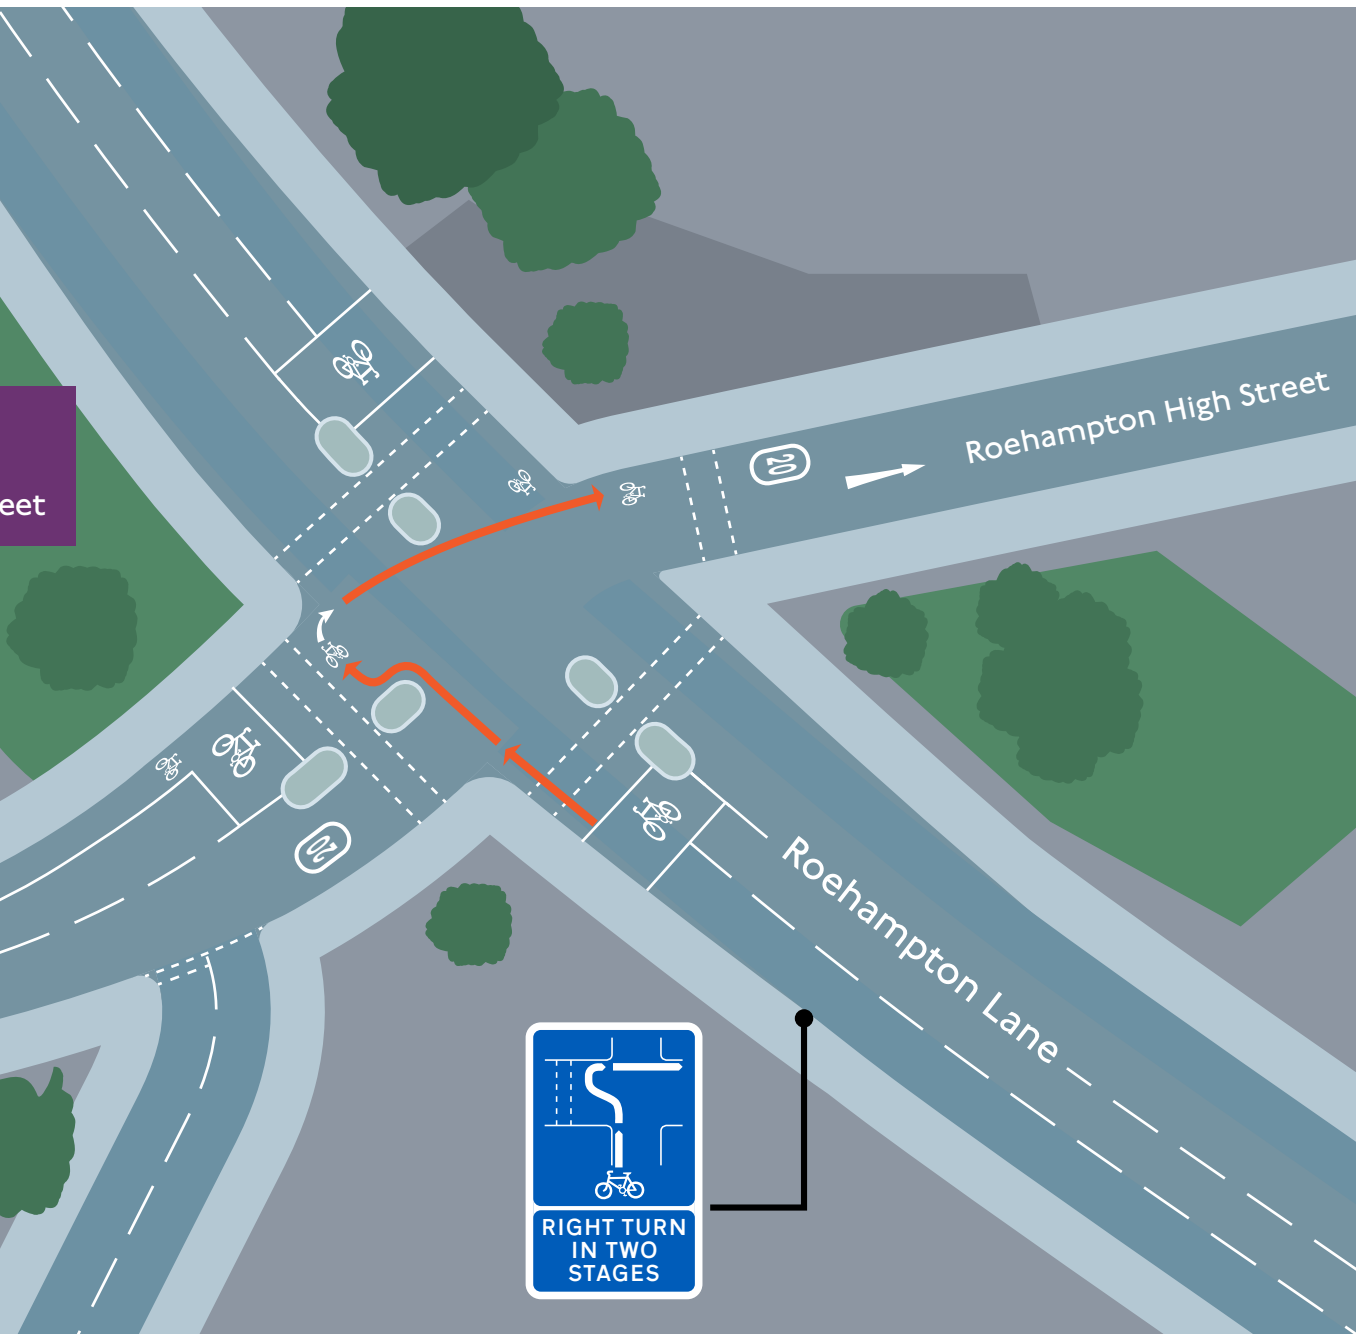 eet
20
Roehampton High Street
20
Roehampton Lane
RIGHT TURN
IN TWO
STAGES